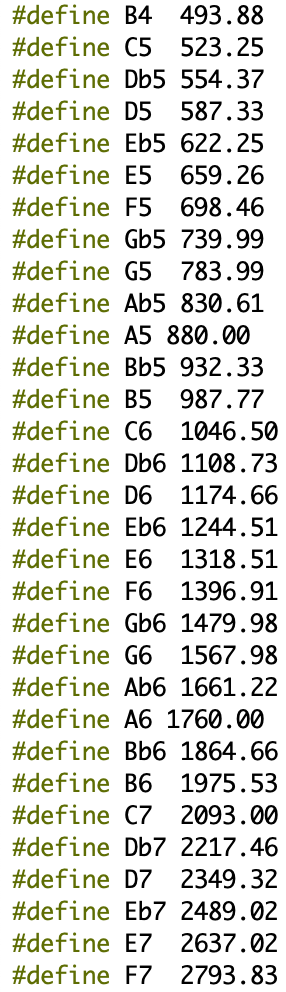 #define B4  493.88
#define C5  523.25
#define Db5 554.37
#define D5  587.33
#define Eb5 622.25
#define E5  659.26
#define F5  698.46
#define Gb5 739.99
#define G5  783.99
#define Ab5 830.61
#define A5 880.00
#define Bb5 932.33
#define B5  987.77
#define C6  1046.50
#define Db6 1108.73
#define D6  1174.66
#define Eb6 1244.51
#define E6  1318.51
#define F6  1396.91
#define Gb6 1479.98
#define G6  1567.98
#define Ab6 1661.22
#define A6 1760.00
#define Bb6 1864.66
#define B6  1975.53
#define C7  2093.00
#define Db7 2217.46
#define D7  2349.32
#define Eb7 2489.02
#define E7  2637.02
#define F7  2793.83